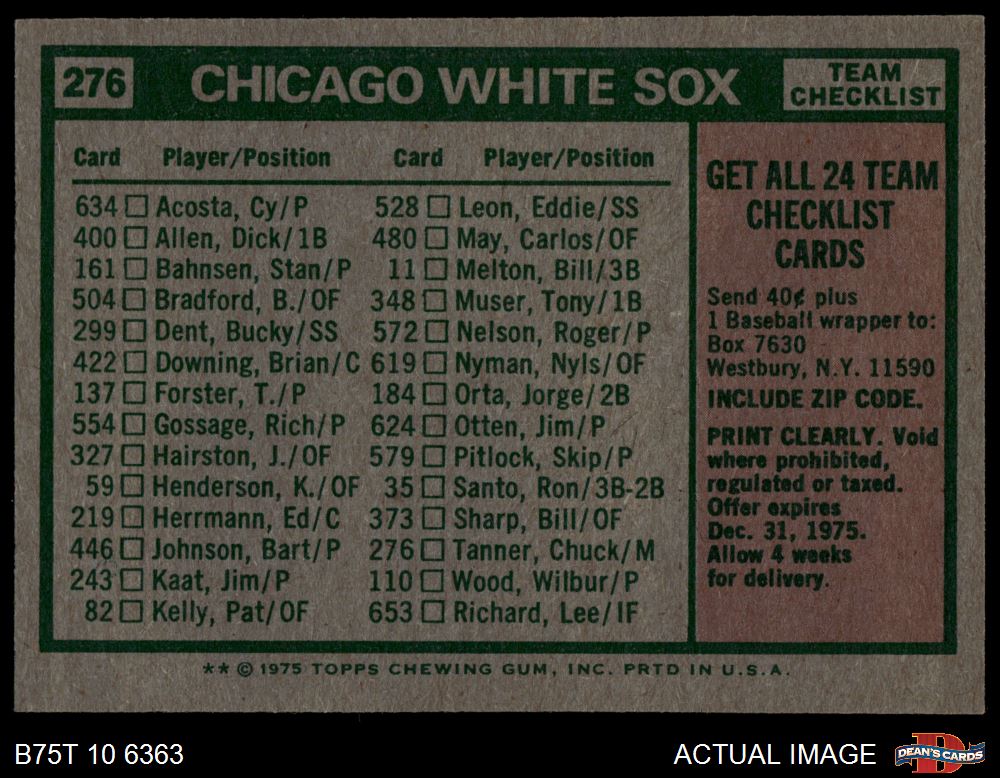 276 CHICAGO WHITE SOX TEAM CHECKLIST
Card Player/Position Card Player/Position
634 □ Acosta, Cy/P 528 □ Leon, Eddie/SS
400 □ Allen, Dick/1B 480 □ May, Carlos/OF
161 □ Bahnsen, Stan/P 11 □ Melton, Bill/3B
504 □ Bradford, B./OF 348 □ Muser, Tony/1B
299 □ Dent, Bucky/SS 572 □ Nelson, Roger/P
422 □ Downing, Brian/C 619 □ Nyman, Nyls/OF
137 □ Forster, T./P 184 □ Orta, Jorge/2B
554 □ Gossage, Rich/P 624 □ Otten, Jim/P
327 □ Hairston, J./OF 579 □ Pitlock, Skip/P
59 □ Henderson, K./OF 35 □ Santo, Ron/3B-2B
219 □ Herrmann, Ed/C 373 □ Sharp, Bill/OF
446 □ Johnson, Bart/P 276 □ Tanner, Chuck/M
243 □ Kaat, Jim/P 110 □ Wood, Wilbur/P
82 □ Kelly, Pat/OF 653 □ Richard, Lee/IF
GET ALL 24 TEAM
CHECKLIST
CARDS
Send 40¢ plus
1 Baseball wrapper to:
Box 7630
Westbury, N.Y. 11590
INCLUDE ZIP CODE.
PRINT CLEARLY. Void
where prohibited,
regulated or taxed.
Offer expires
Dec. 31, 1975.
Allow 4 weeks
for delivery.
** © 1975 TOPPS CHEWING GUM, INC. PRTD IN U.S.A.
B75T 10 6363 ACTUAL IMAGE DEAN'S CARDS